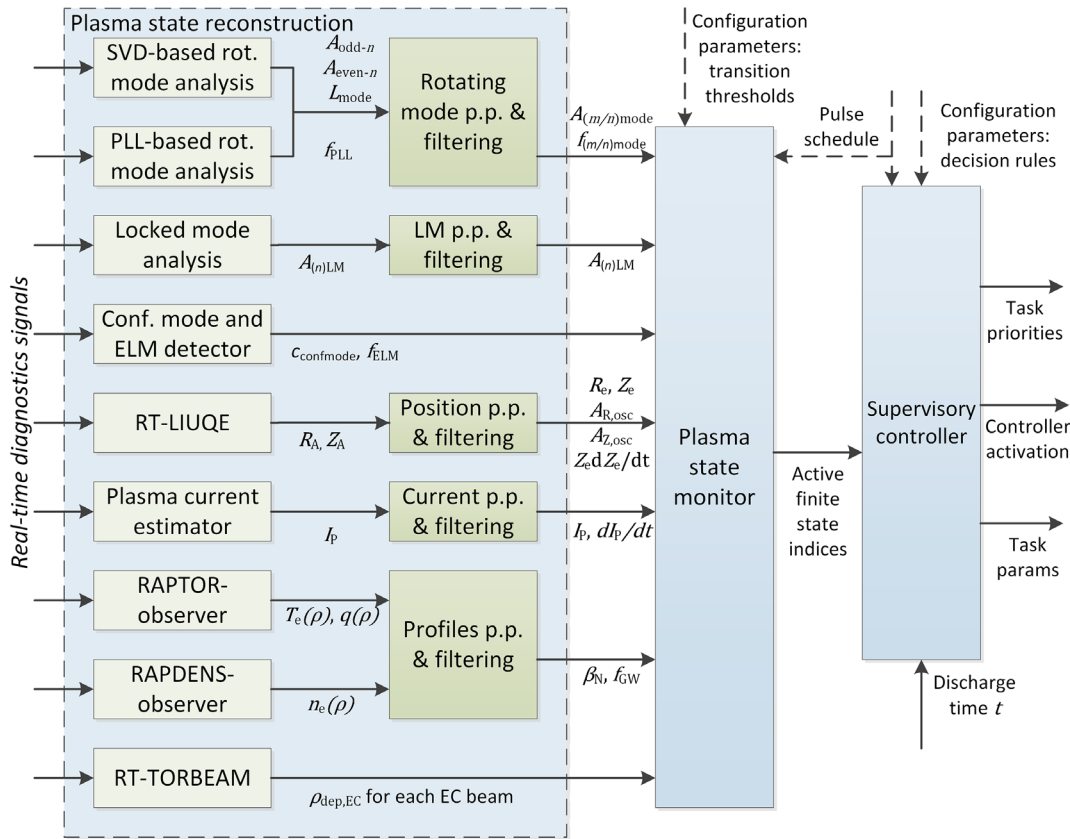 Plasma state reconstruction
Real-time diagnostics signals
SVD-based rot.
mode analysis
PLL-based rot.
mode analysis
A_odd-n
A_even-n
L_mode
f_PLL
Rotating
mode p.p. &
filtering
A_(m/n)mode
f_(m/n)mode
Locked mode
analysis
A_(n)LM
LM p.p. &
filtering
A_(n)LM
Conf. mode and
ELM detector
c_confmode, f_ELM
RT-LIUQE
R_A, Z_A
Position p.p.
& filtering
R_e, Z_e
A_R,osc
A_Z,osc
Z_e dZ_e/dt
Plasma current
estimator
I_P
Current p.p.
& filtering
I_P, dI_P/dt
RAPTOR-
observer
T_e(ρ), q(ρ)
RAPDENS-
observer
n_e(ρ)
Profiles p.p.
& filtering
β_N, f_GW
RT-TORBEAM
ρ_dep,EC for each EC beam
Configuration
parameters:
transition
thresholds
Plasma
state
monitor
Pulse
schedule
Active
finite
state
indices
Configuration
parameters:
decision rules
Supervisory
controller
Task
priorities
Controller
activation
Task
params
Discharge
time t